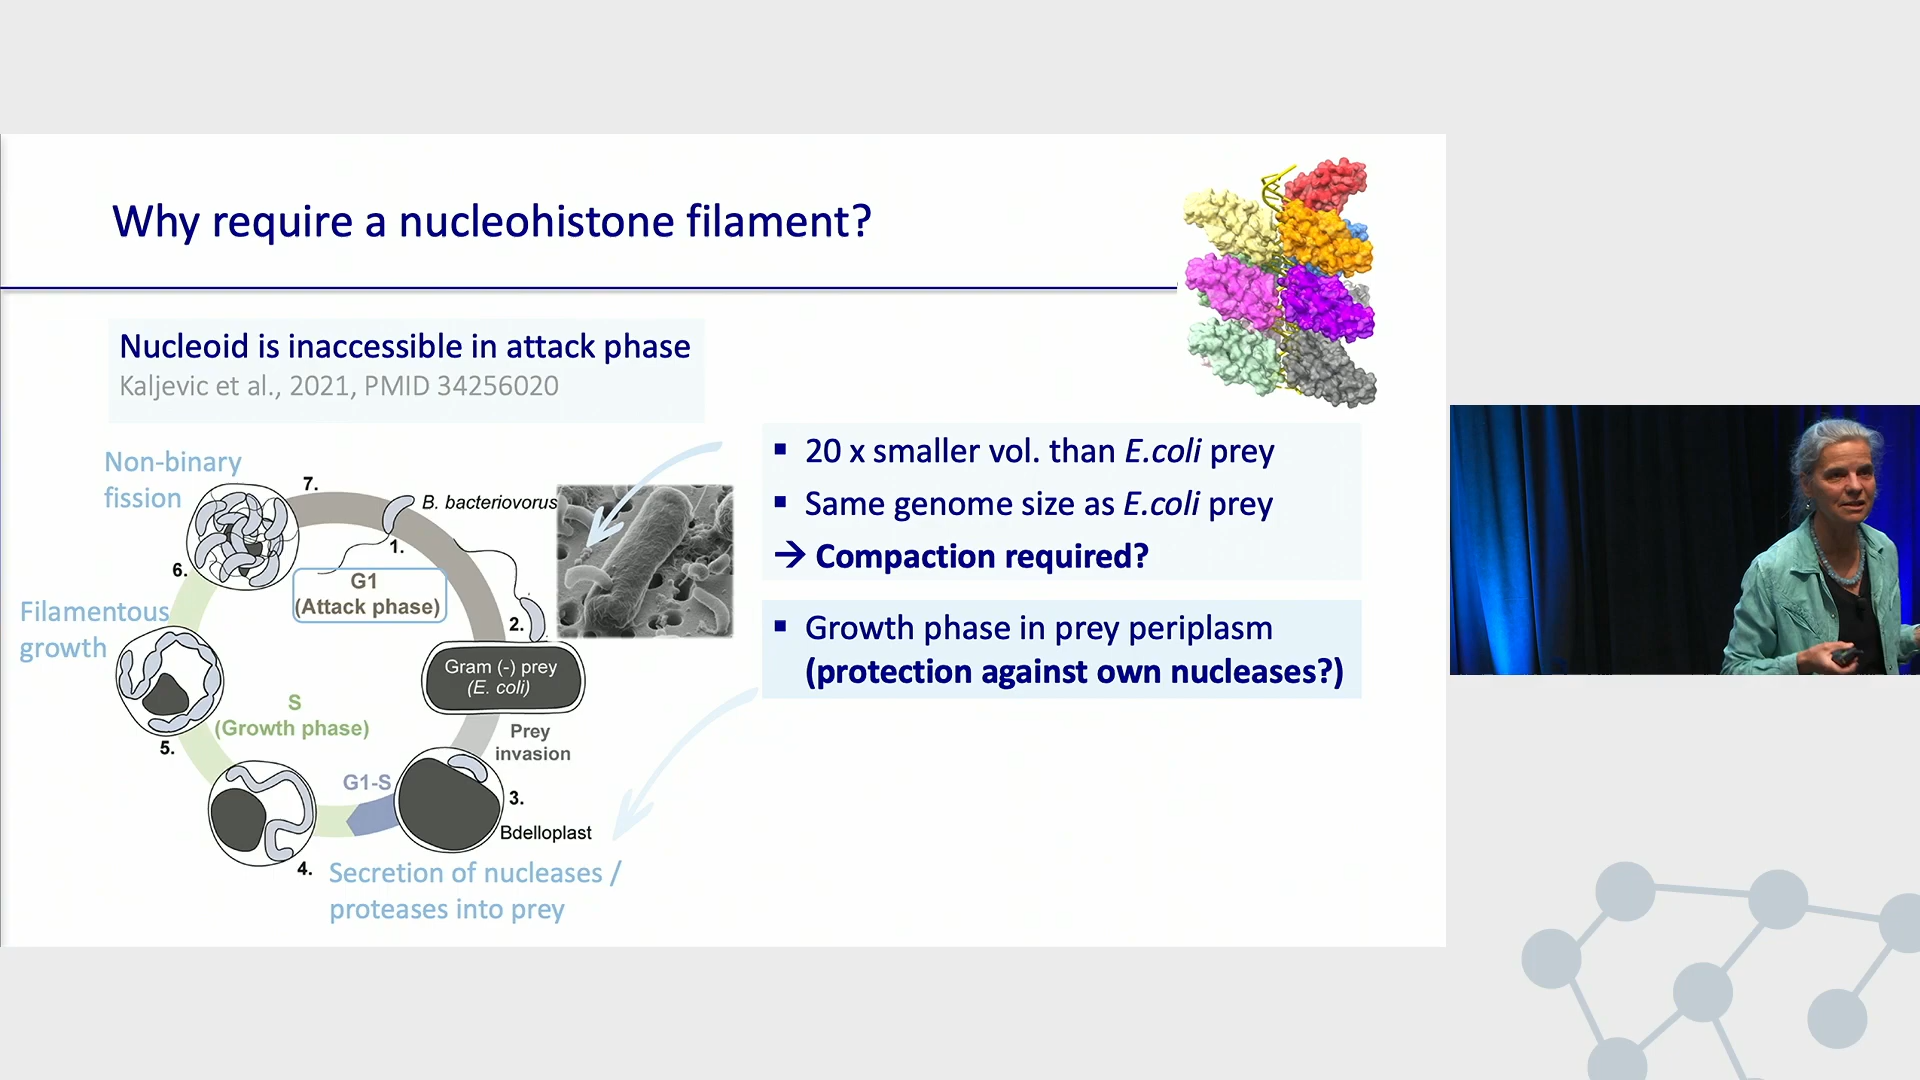 Why require a nucleohistone filament?
Nucleoid is inaccessible in attack phase
Kaljevic et al., 2021, PMID 34256020
Non-binary
fission
7.
B. bacteriovorus
1.
6.
G1
(Attack phase)
2.
Filamentous
growth
Gram (-) prey
(E. coli)
S
(Growth phase)
Prey
invasion
5.
G1-S
3.
Bdelloplast
4.
Secretion of nucleases /
proteases into prey
▪ 20 x smaller vol. than E.coli prey
▪ Same genome size as E.coli prey
→ Compaction required?
▪ Growth phase in prey periplasm
(protection against own nucleases?)